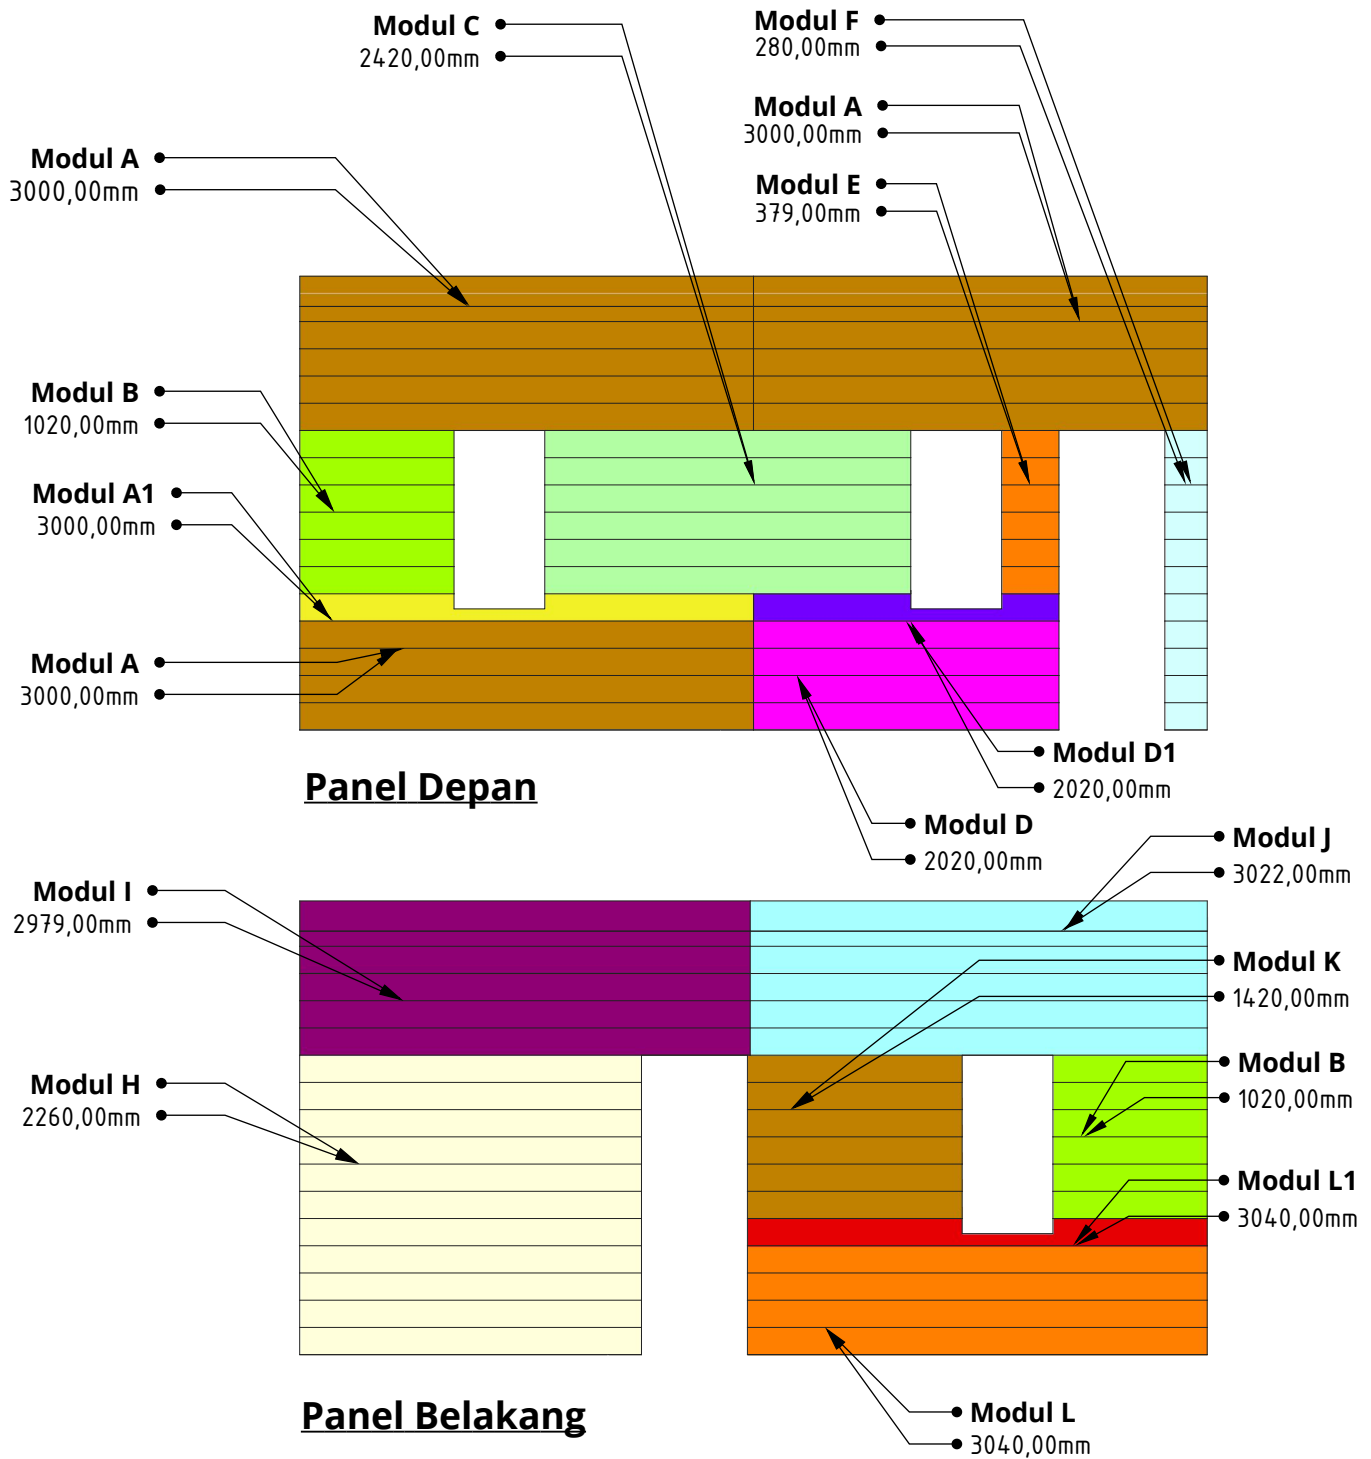 Modul C
2420,00mm
Modul F
280,00mm
Modul A
3000,00mm
Modul E
379,00mm
Modul A
3000,00mm
Modul B
1020,00mm
Modul A1
3000,00mm
Modul A
3000,00mm
Modul D1
2020,00mm
Modul D
2020,00mm
Panel Depan
Modul J
3022,00mm
Modul I
2979,00mm
Modul K
1420,00mm
Modul B
1020,00mm
Modul H
2260,00mm
Modul L1
3040,00mm
Modul L
3040,00mm
Panel Belakang